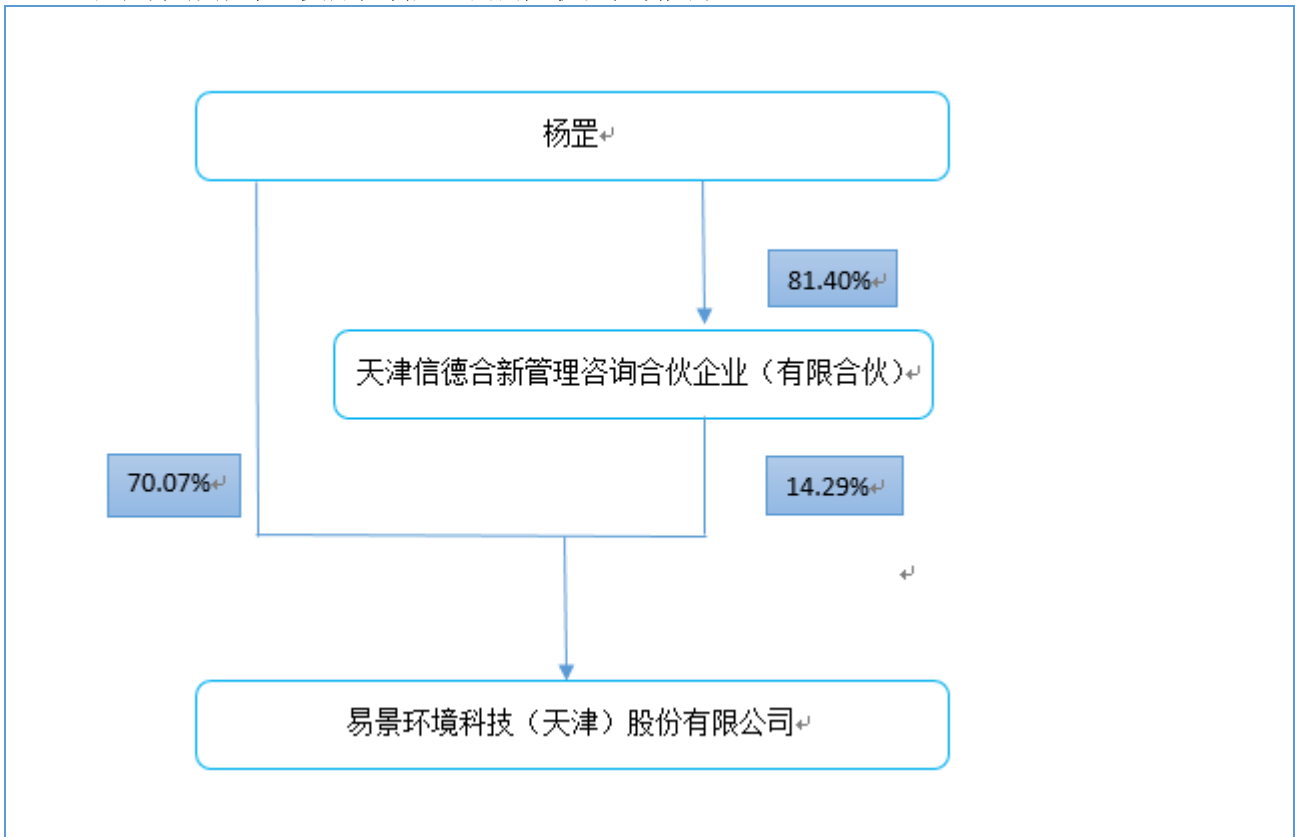 杨罡
81.40%
天津信德合新管理咨询合伙企业（有限合伙）
70.07%
14.29%
易景环境科技（天津）股份有限公司